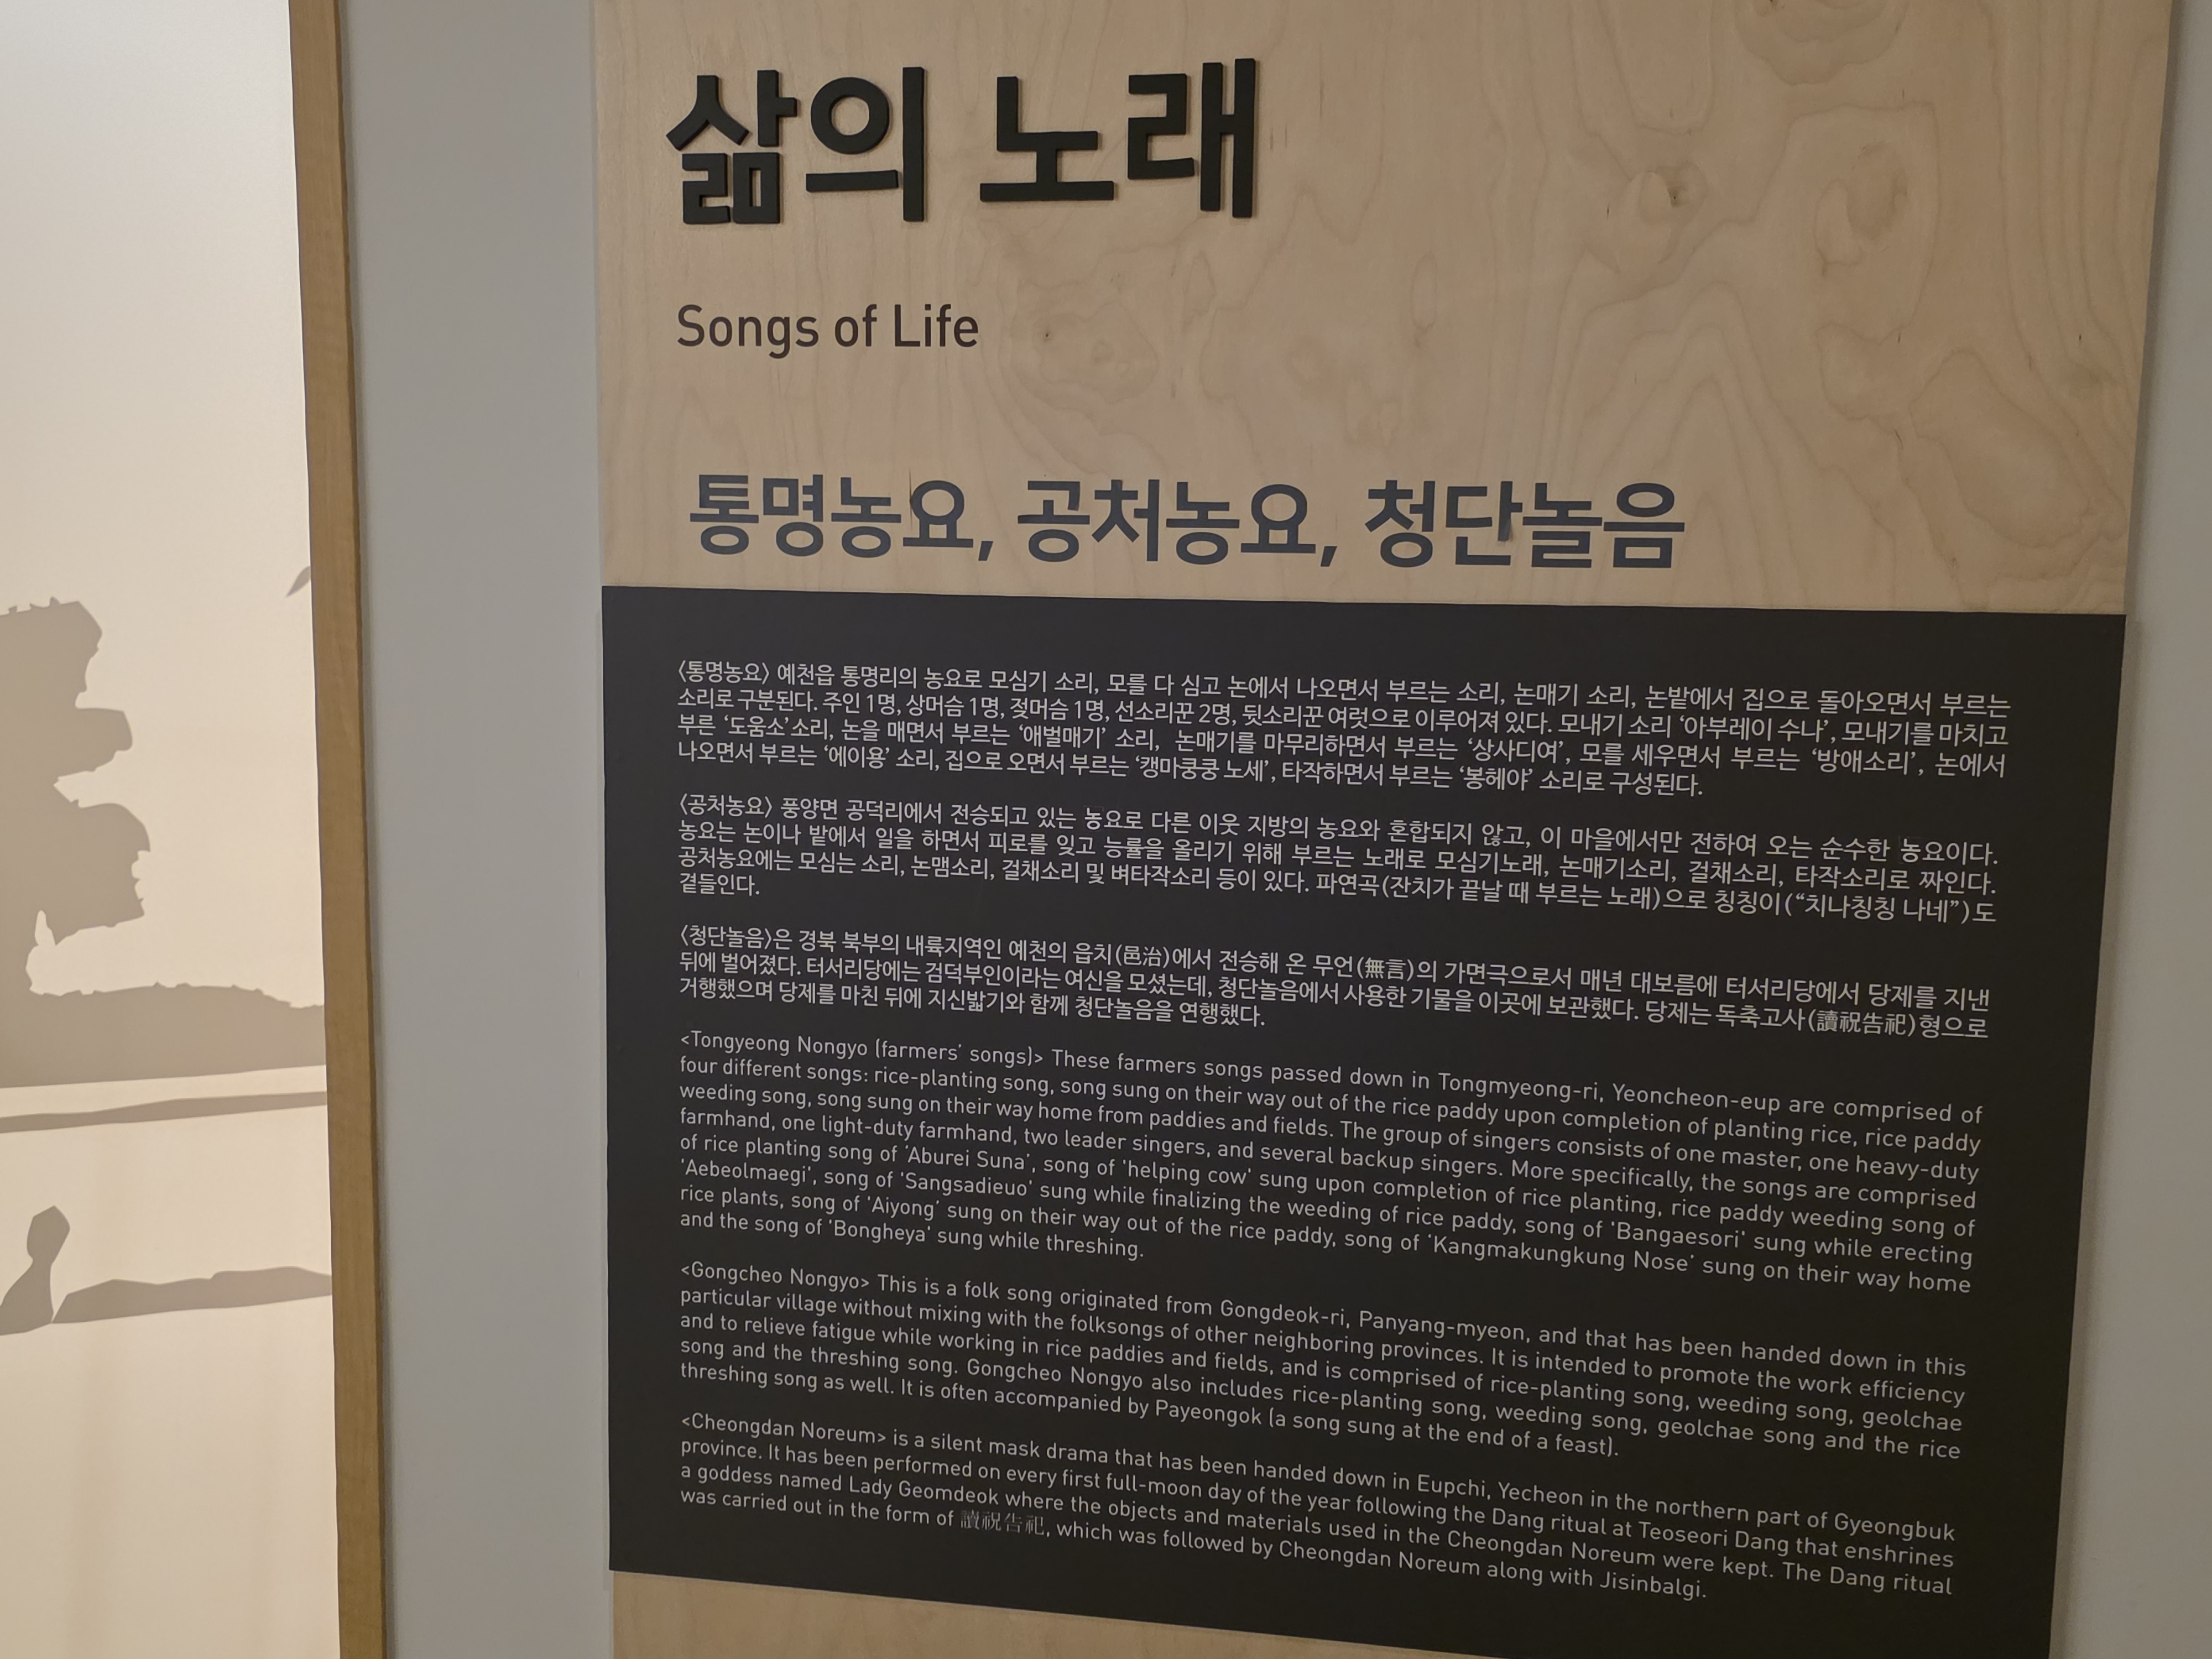 삶의 노래
Songs of Life
통명농요, 공처농요, 청단놀음
〈통명농요〉 예천읍 통명리의 농요로 모심기 소리, 모를 다 심고 논에서 나오면서 부르는 소리, 논매기 소리, 논밭에서 집으로 돌아오면서 부르는
소리로 구분된다. 주인 1명, 상머슴 1명, 젖머슴 1명, 선소리꾼 2명, 뒷소리꾼 여럿으로 이루어져 있다. 모내기 소리 ‘아부레이 수나’, 모내기를 마치고
부른 ‘도움소’소리, 논을 매면서 부르는 ‘애벌매기’ 소리, 논매기를 마무리하면서 부르는 ‘상사디여’, 모를 세우면서 부르는 ‘방애소리’, 논에서
나오면서 부르는 ‘에이용’ 소리, 집으로 오면서 부르는 ‘캥마쿵쿵 노세’, 타작하면서 부르는 ‘봉헤야’ 소리로 구성된다.
〈공처농요〉 풍양면 공덕리에서 전승되고 있는 농요로 다른 이웃 지방의 농요와 혼합되지 않고, 이 마을에서만 전하여 오는 순수한 농요이다.
농요는 논이나 밭에서 일을 하면서 피로를 잊고 능률을 올리기 위해 부르는 노래로 모심기노래, 논매기소리, 걸채소리, 타작소리로 짜인다.
공처농요에는 모심는 소리, 논맴소리, 걸채소리 및 벼타작소리 등이 있다. 파연곡(잔치가 끝날 때 부르는 노래)으로 칭칭이(“치나칭칭 나네”)도
곁들인다.
〈청단놀음〉은 경북 북부의 내륙지역인 예천의 읍치(邑治)에서 전승해 온 무언(無言)의 가면극으로서 매년 대보름에 터서리당에서 당제를 지낸
뒤에 벌어졌다. 터서리당에는 검덕부인이라는 여신을 모셨는데, 청단놀음에서 사용한 기물을 이곳에 보관했다. 당제는 독축고사(讀祝告祀)형으로
거행했으며 당제를 마친 뒤에 지신밟기와 함께 청단놀음을 연행했다.
<Tongyeong Nongyo (farmers' songs)> These farmers songs passed down in Tongmyeong-ri, Yeoncheon-eup are comprised of
four different songs: rice-planting song, song sung on their way out of the rice paddy upon completion of planting rice, rice paddy
weeding song, song sung on their way home from paddies and fields. The group of singers consists of one master, one heavy-duty
farmhand, one light-duty farmhand, two leader singers, and several backup singers. More specifically, the songs are comprised
of rice planting song of 'Aburei Suna', song of 'helping cow' sung upon completion of rice planting, rice paddy weeding song of
'Aebeolmaegi', song of 'Sangsadieuo' sung while finalizing the weeding of rice paddy, song of 'Bangaesori' sung while erecting
rice plants, song of 'Aiyong' sung on their way out of the rice paddy, song of 'Kangmakungkung Nose' sung on their way home
and the song of 'Bongheya' sung while threshing.
<Gongcheo Nongyo> This is a folk song originated from Gongdeok-ri, Panyang-myeon, and that has been handed down in this
particular village without mixing with the folksongs of other neighboring provinces. It is intended to promote the work efficiency
and to relieve fatigue while working in rice paddies and fields, and is comprised of rice-planting song, weeding song, geolchae
song and the threshing song. Gongcheo Nongyo also includes rice-planting song, weeding song, geolchae song and the rice
threshing song as well. It is often accompanied by Payeongok (a song sung at the end of a feast).
<Cheongdan Noreum> is a silent mask drama that has been handed down in Eupchi, Yecheon in the northern part of Gyeongbuk
province. It has been performed on every first full-moon day of the year following the Dang ritual at Teoseori Dang that enshrines
a goddess named Lady Geomdeok where the objects and materials used in the Cheongdan Noreum were kept. The Dang ritual
was carried out in the form of 讀祝告祀, which was followed by Cheongdan Noreum along with Jisinbalgi.